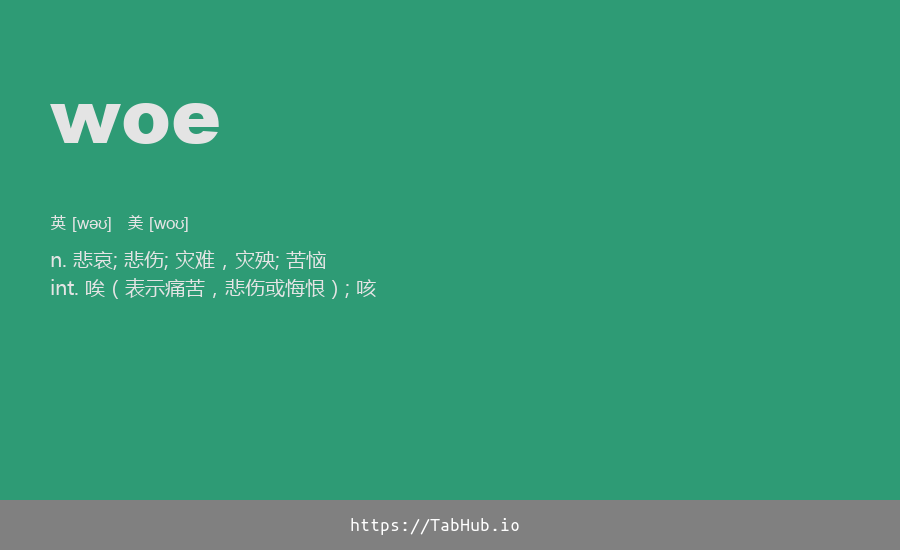 woe
英 [wəʊ] 美 [woʊ]
n. 悲哀; 悲伤; 灾难，灾殃; 苦恼
int. 唉（表示痛苦，悲伤或悔恨）; 咳
https://TabHub.io